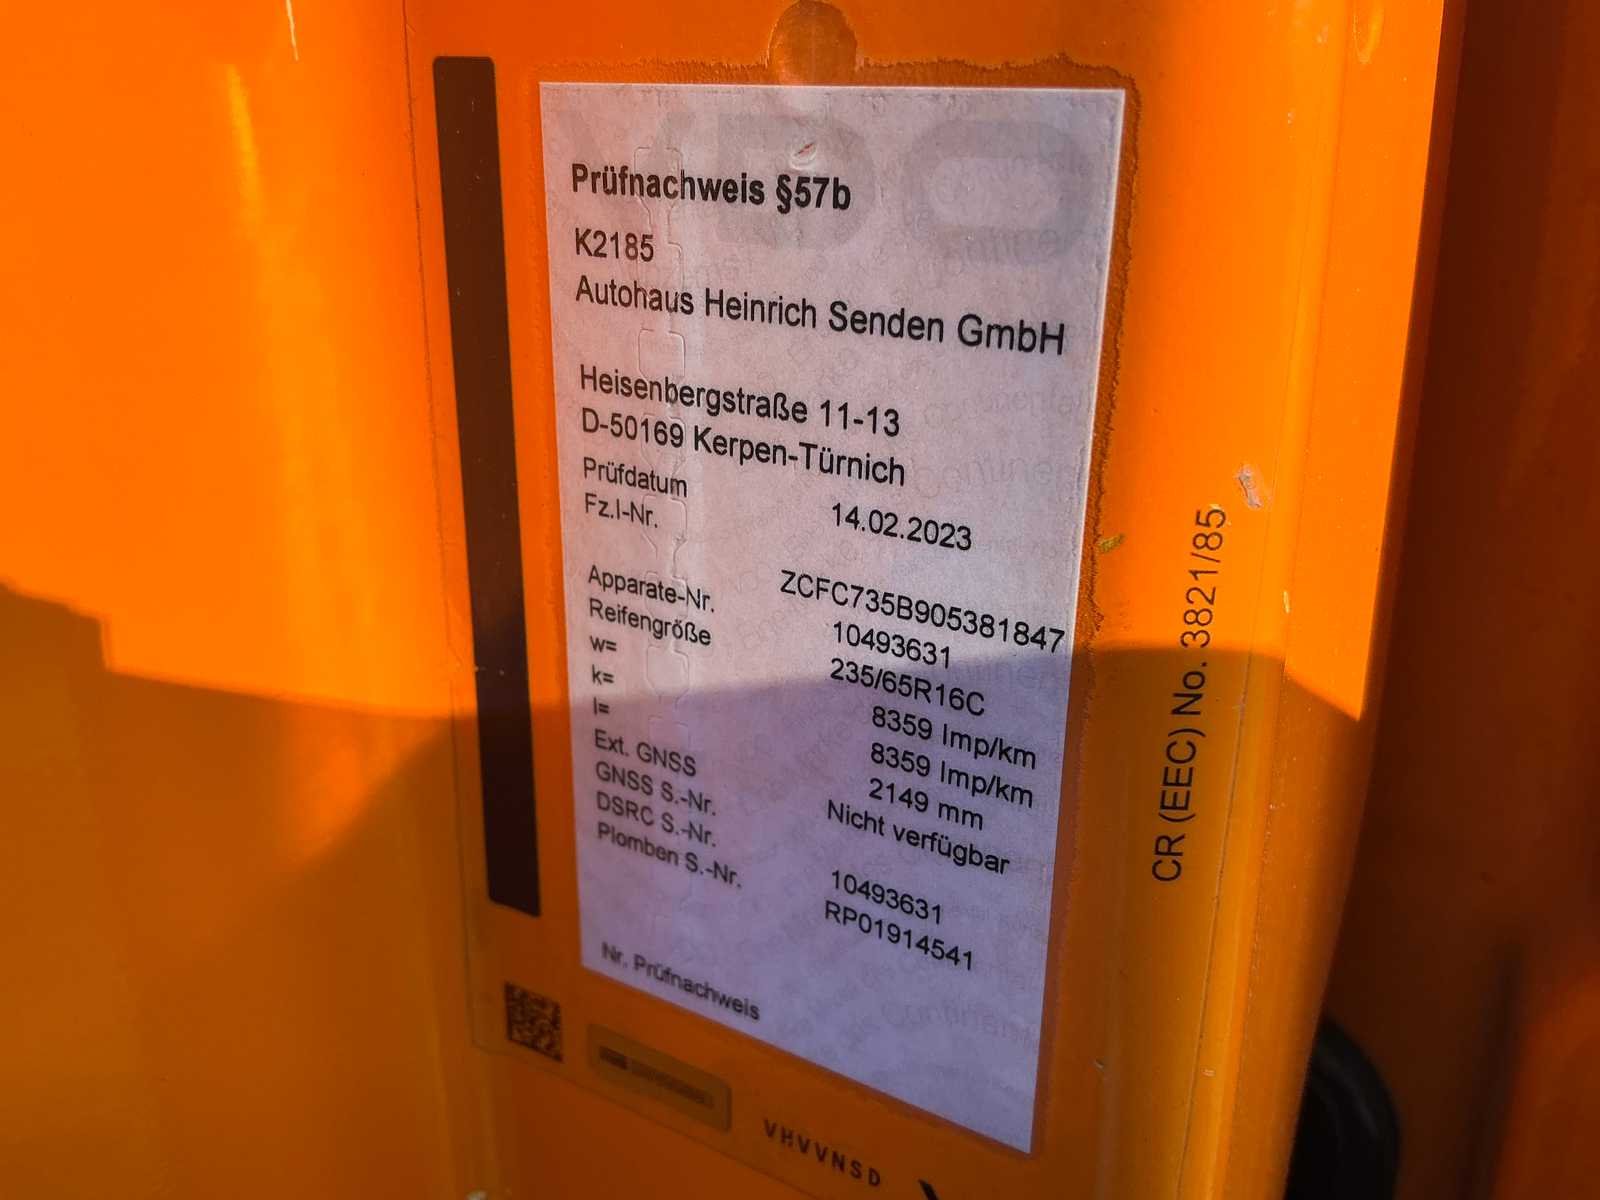 VDO
Prüfnachweis §57b
K2185
Autohaus Heinrich Senden GmbH
Heisenbergstraße 11-13
D-50169 Kerpen-Türnich
Prüfdatum 14.02.2023
Fz.I-Nr. ZCFC735B905381847
Apparate-Nr. 10493631
Reifengröße 235/65R16C
w= 8359 Imp/km
k= 8359 Imp/km
l= 2149 mm
Ext. GNSS Nicht verfügbar
GNSS S.-Nr.
DSRC S.-Nr. 10493631
Plomben S.-Nr. RP01914541
Nr. Prüfnachweis
VHVVNSD
CR (EEC) No. 3821/85